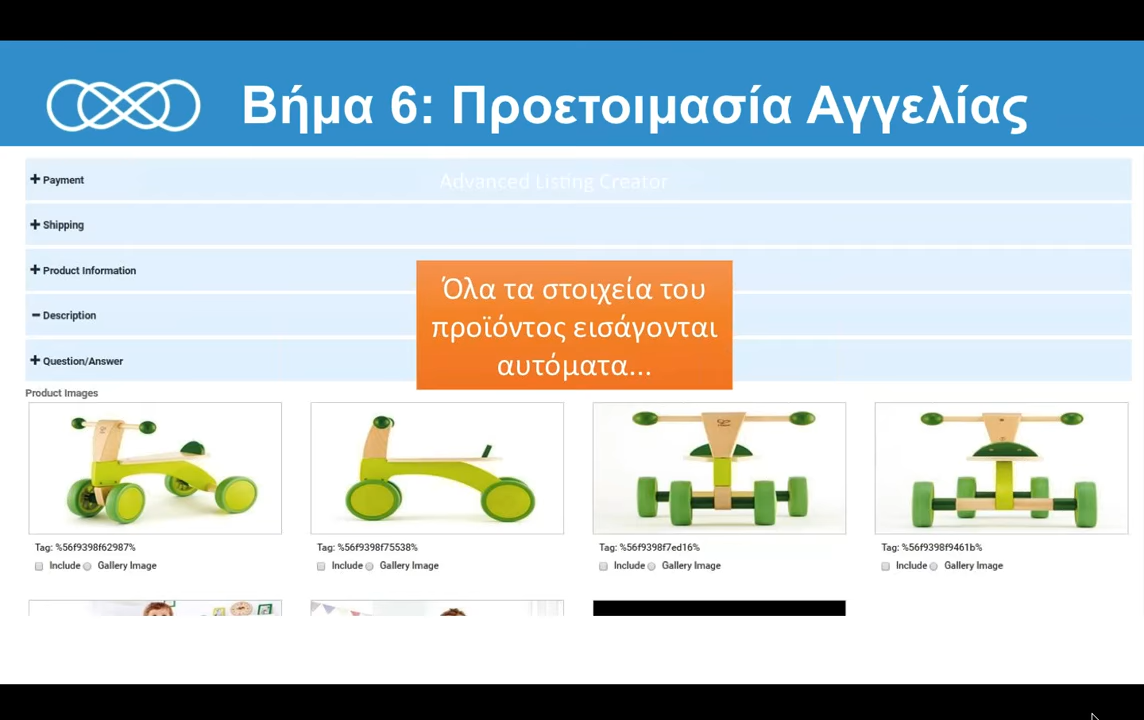 Βήμα 6: Προετοιμασία Αγγελίας
Payment
Advanced Listing Creator
Shipping
Product Information
Όλα τα στοιχεία του
προϊόντος εισάγονται
αυτόματα...
Description
Question/Answer
Product Images
Tag: %56f9398f62987%
Include Gallery Image
Tag: %56f9398f75538%
Include Gallery Image
Tag: %56f9398f7ed16%
Include Gallery Image
Tag: %56f9398f9461b%
Include Gallery Image